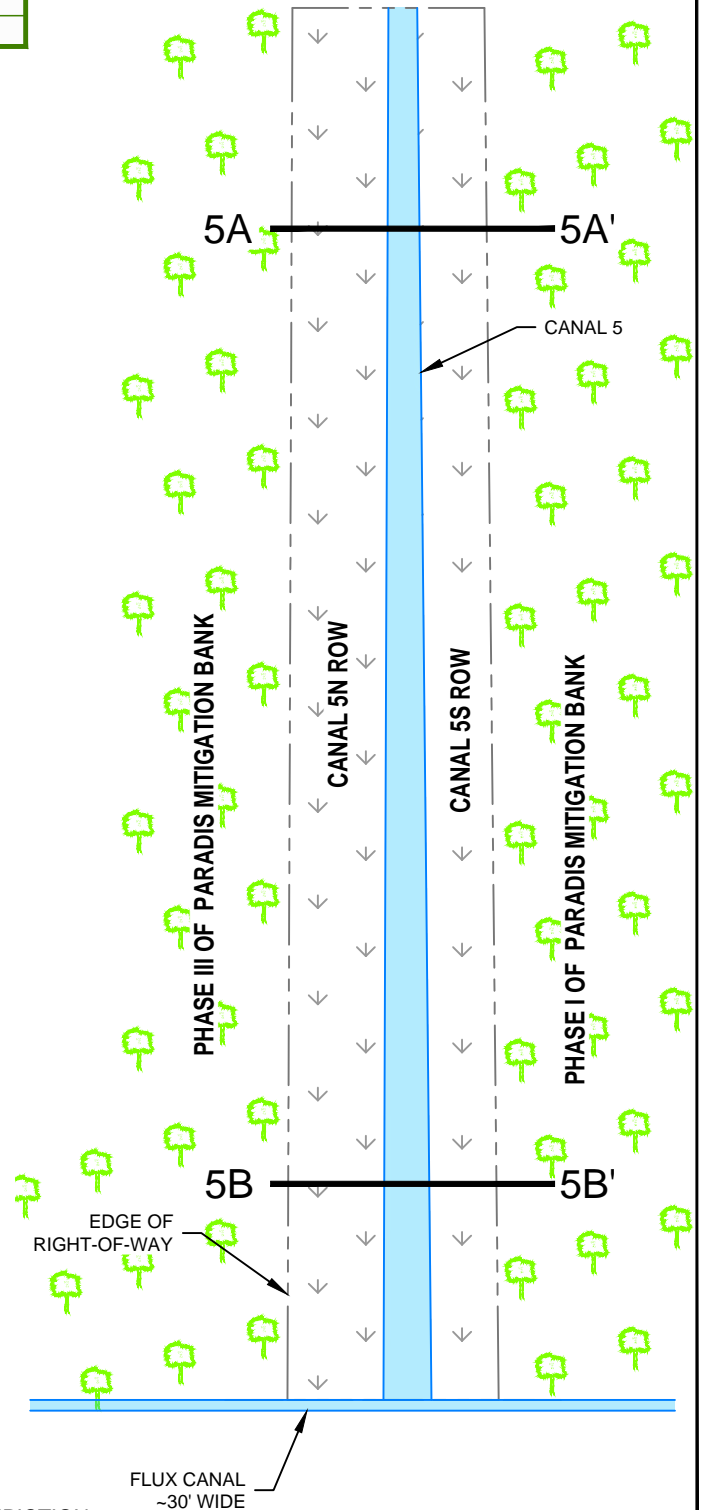 5A
5A'
CANAL 5
CANAL 5N ROW
CANAL 5S ROW
PHASE III OF PARADIS MITIGATION BANK
PHASE I OF PARADIS MITIGATION BANK
5B
5B'
EDGE OF
RIGHT-OF-WAY
FLUX CANAL
~30' WIDE